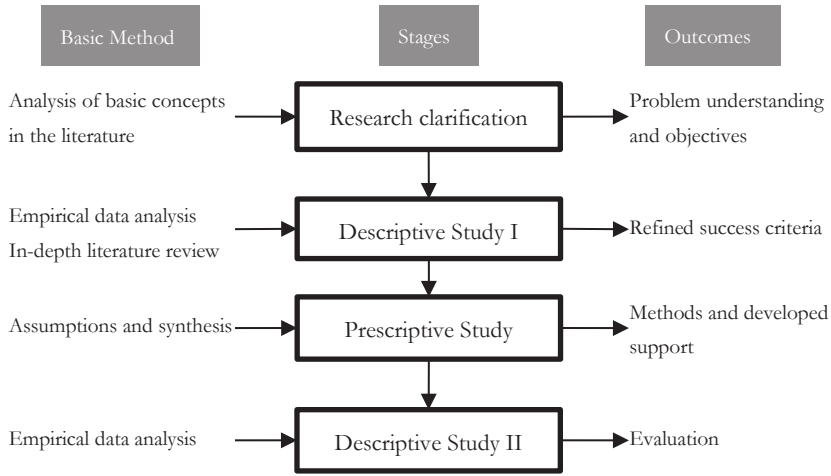 Basic Method
Stages
Outcomes
Analysis of basic concepts
in the literature
Research clarification
Problem understanding
and objectives
Empirical data analysis
In-depth literature review
Descriptive Study I
Refined success criteria
Assumptions and synthesis
Prescriptive Study
Methods and developed
support
Empirical data analysis
Descriptive Study II
Evaluation